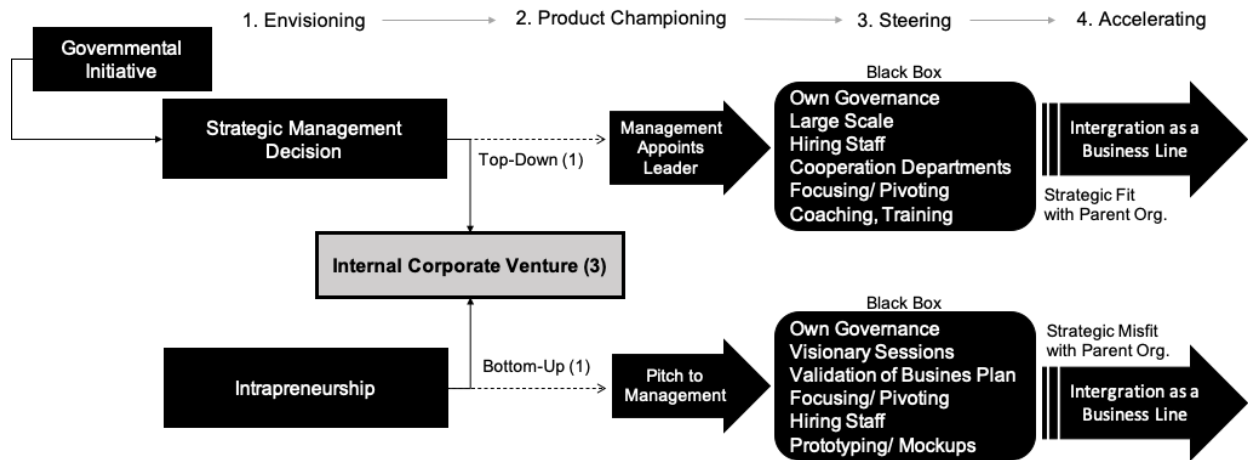 1. Envisioning
2. Product Championing
3. Steering
4. Accelerating
Governmental
Initiative
Strategic Management
Decision
Top-Down (1)
Management
Appoints
Leader
Black Box
Own Governance
Large Scale
Hiring Staff
Cooperation Departments
Focusing/ Pivoting
Coaching, Training
Intergration as a
Business Line
Strategic Fit
with Parent Org.
Internal Corporate Venture (3)
Intrapreneurship
Bottom-Up (1)
Pitch to
Management
Black Box
Own Governance
Visionary Sessions
Validation of Busines Plan
Focusing/ Pivoting
Hiring Staff
Prototyping/ Mockups
Strategic Misfit
with Parent Org.
Intergration as a
Business Line